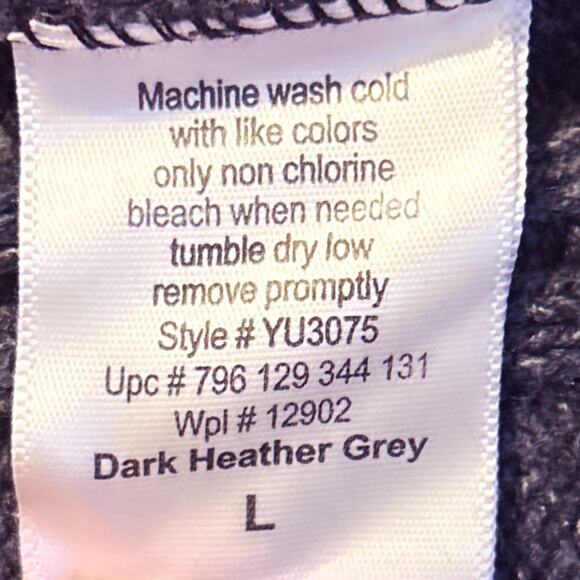 Machine wash cold
with like colors
only non chlorine
bleach when needed
tumble dry low
remove promptly
Style # YU3075
Upc # 796 129 344 131
Wpl # 12902
Dark Heather Grey
L